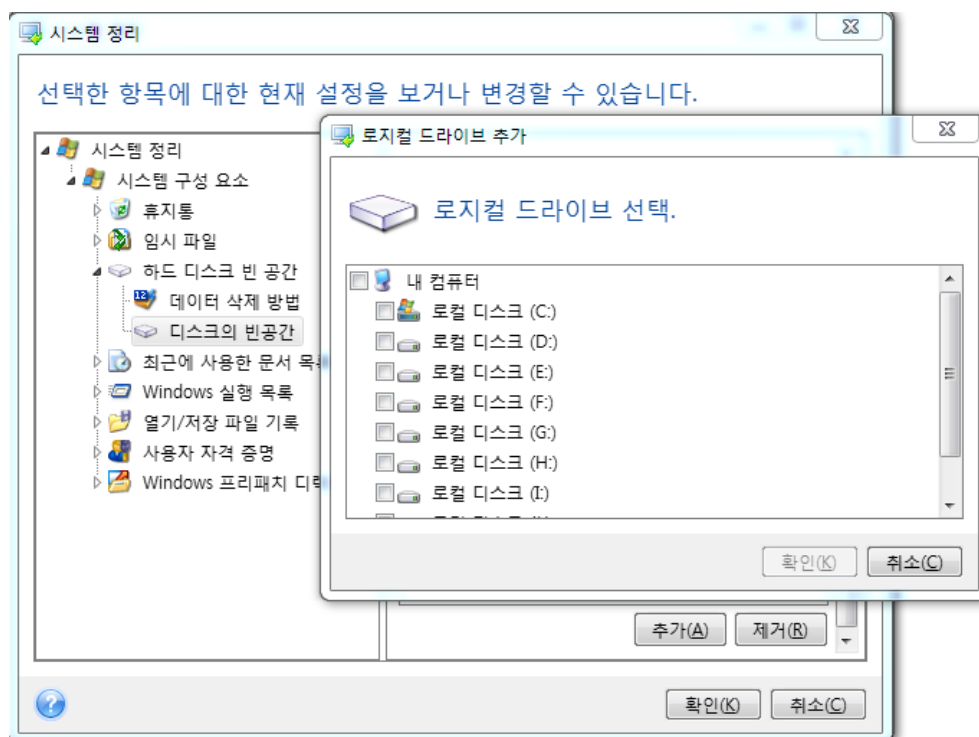 시스템 정리
선택한 항목에 대한 현재 설정을 보거나 변경할 수 있습니다.
시스템 정리
시스템 구성 요소
휴지통
임시 파일
하드 디스크 빈 공간
데이터 삭제 방법
디스크의 빈공간
최근에 사용한 문서 목
Windows 실행 목록
열기/저장 파일 기록
사용자 자격 증명
Windows 프리패치 디렉
로지컬 드라이브 추가
로지컬 드라이브 선택.
내 컴퓨터
로컬 디스크 (C:)
로컬 디스크 (D:)
로컬 디스크 (E:)
로컬 디스크 (F:)
로컬 디스크 (G:)
로컬 디스크 (H:)
로컬 디스크 (I:)
확인(K) 취소(C)
추가(A) 제거(R)
확인(K) 취소(C)